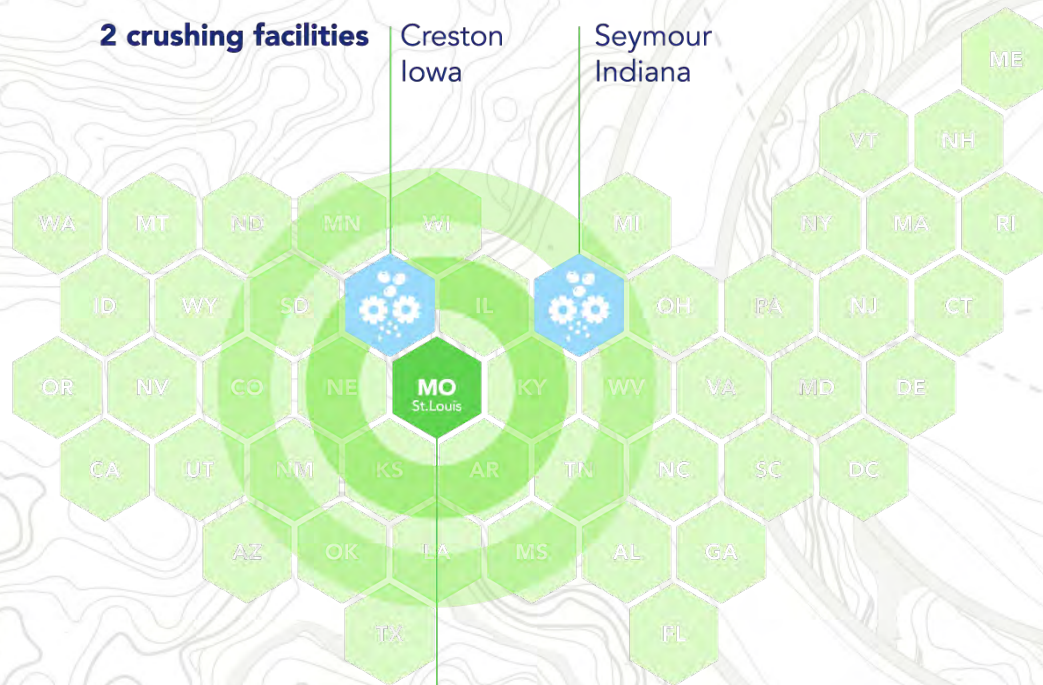 2 crushing facilities
Creston
Iowa
Seymour
Indiana
ME
VT NH
WA MT ND MN WI MI NY MA RI
ID WY SD IL OH PA NJ CT
OR NV CO NE MO KY WV VA MD DE
St.Louis
CA UT NM KS AR TN NC SC DC
AZ OK LA MS AL GA
TX FL